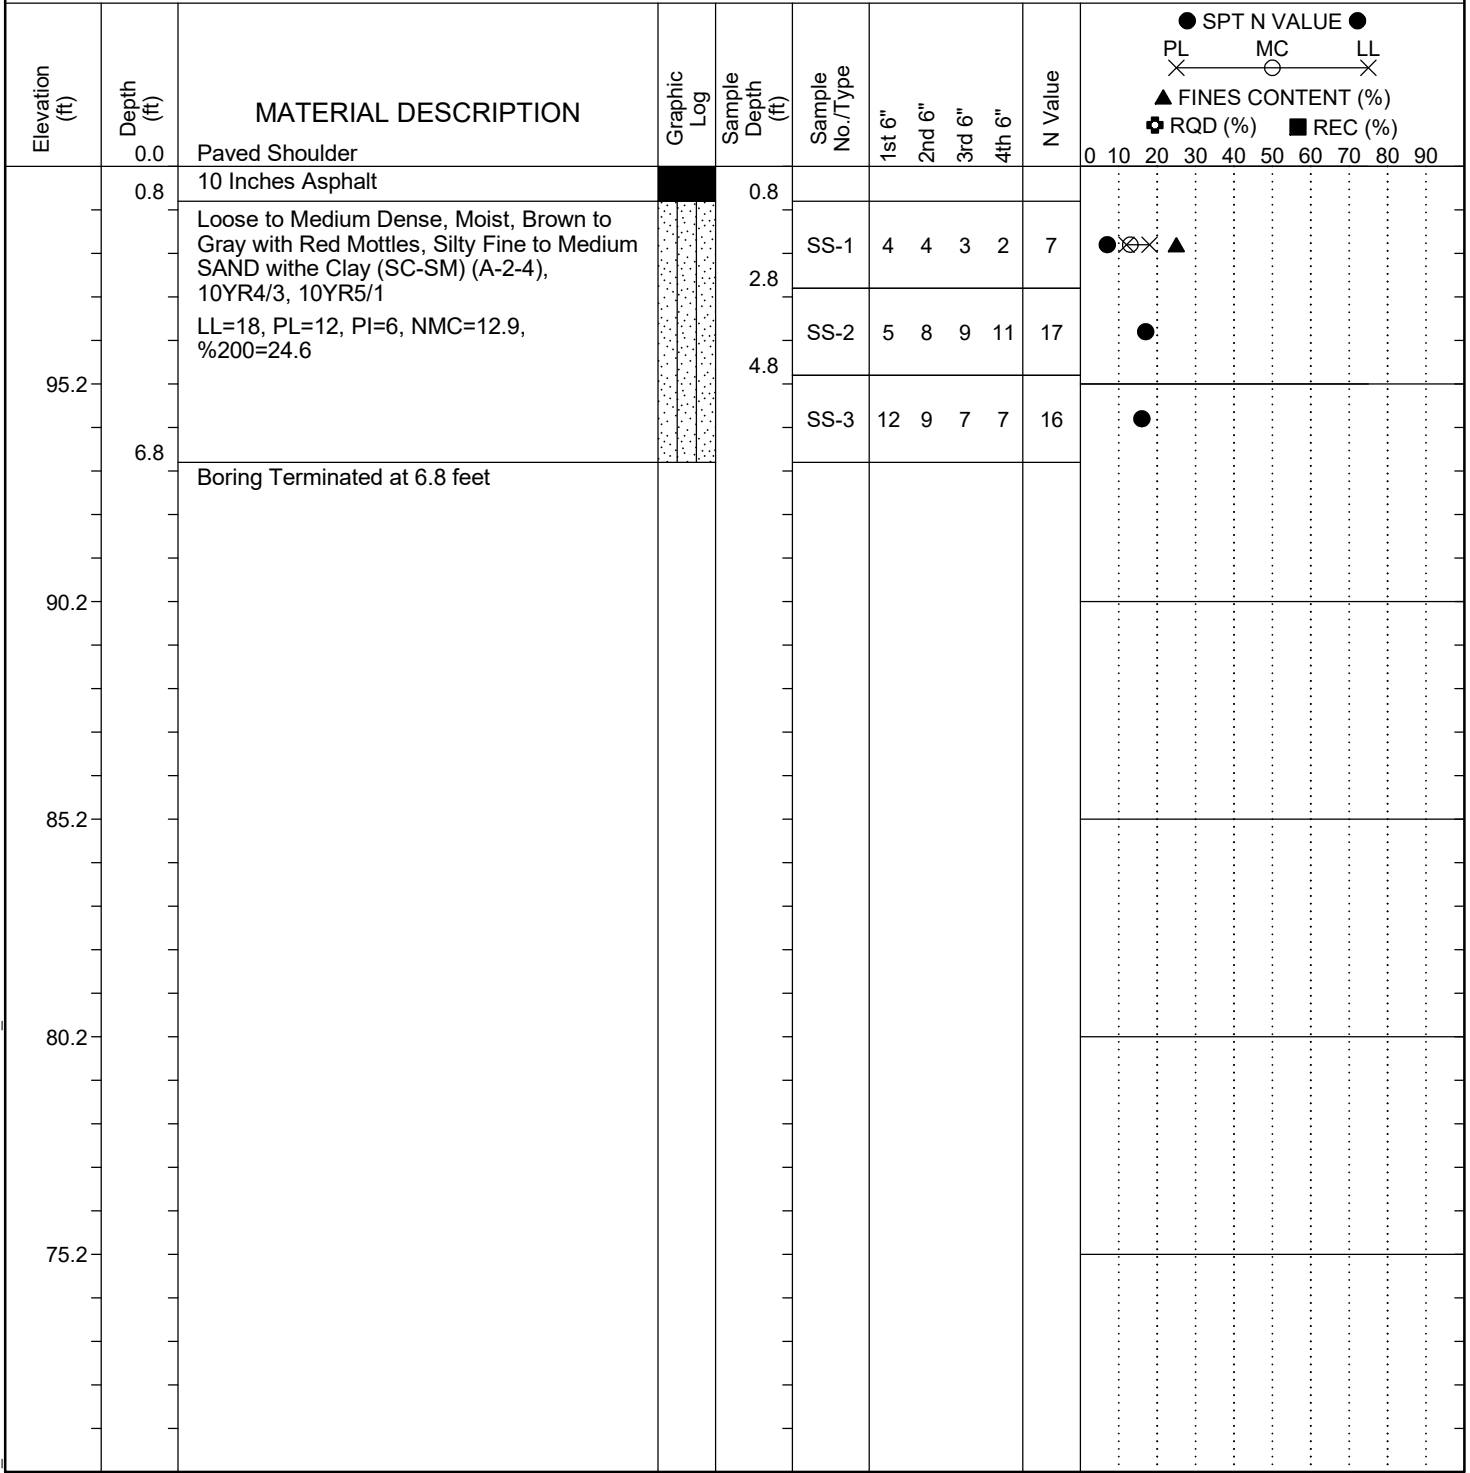 ● SPT N VALUE ●
PL MC LL
▲ FINES CONTENT (%)
RQD (%) ■ REC (%)
0 10 20 30 40 50 60 70 80 90
Elevation
(ft)
Depth
(ft)
MATERIAL DESCRIPTION
Graphic
Log
Sample
Depth
(ft)
Sample
No./Type
1st 6"
2nd 6"
3rd 6"
4th 6"
N Value
0.0 Paved Shoulder
0.8 10 Inches Asphalt 0.8
Loose to Medium Dense, Moist, Brown to
Gray with Red Mottles, Silty Fine to Medium
SAND withe Clay (SC-SM) (A-2-4),
10YR4/3, 10YR5/1
LL=18, PL=12, PI=6, NMC=12.9,
%200=24.6
SS-1 4 4 3 2 7
2.8
SS-2 5 8 9 11 17
4.8
95.2
SS-3 12 9 7 7 16
6.8
Boring Terminated at 6.8 feet
90.2
85.2
80.2
75.2